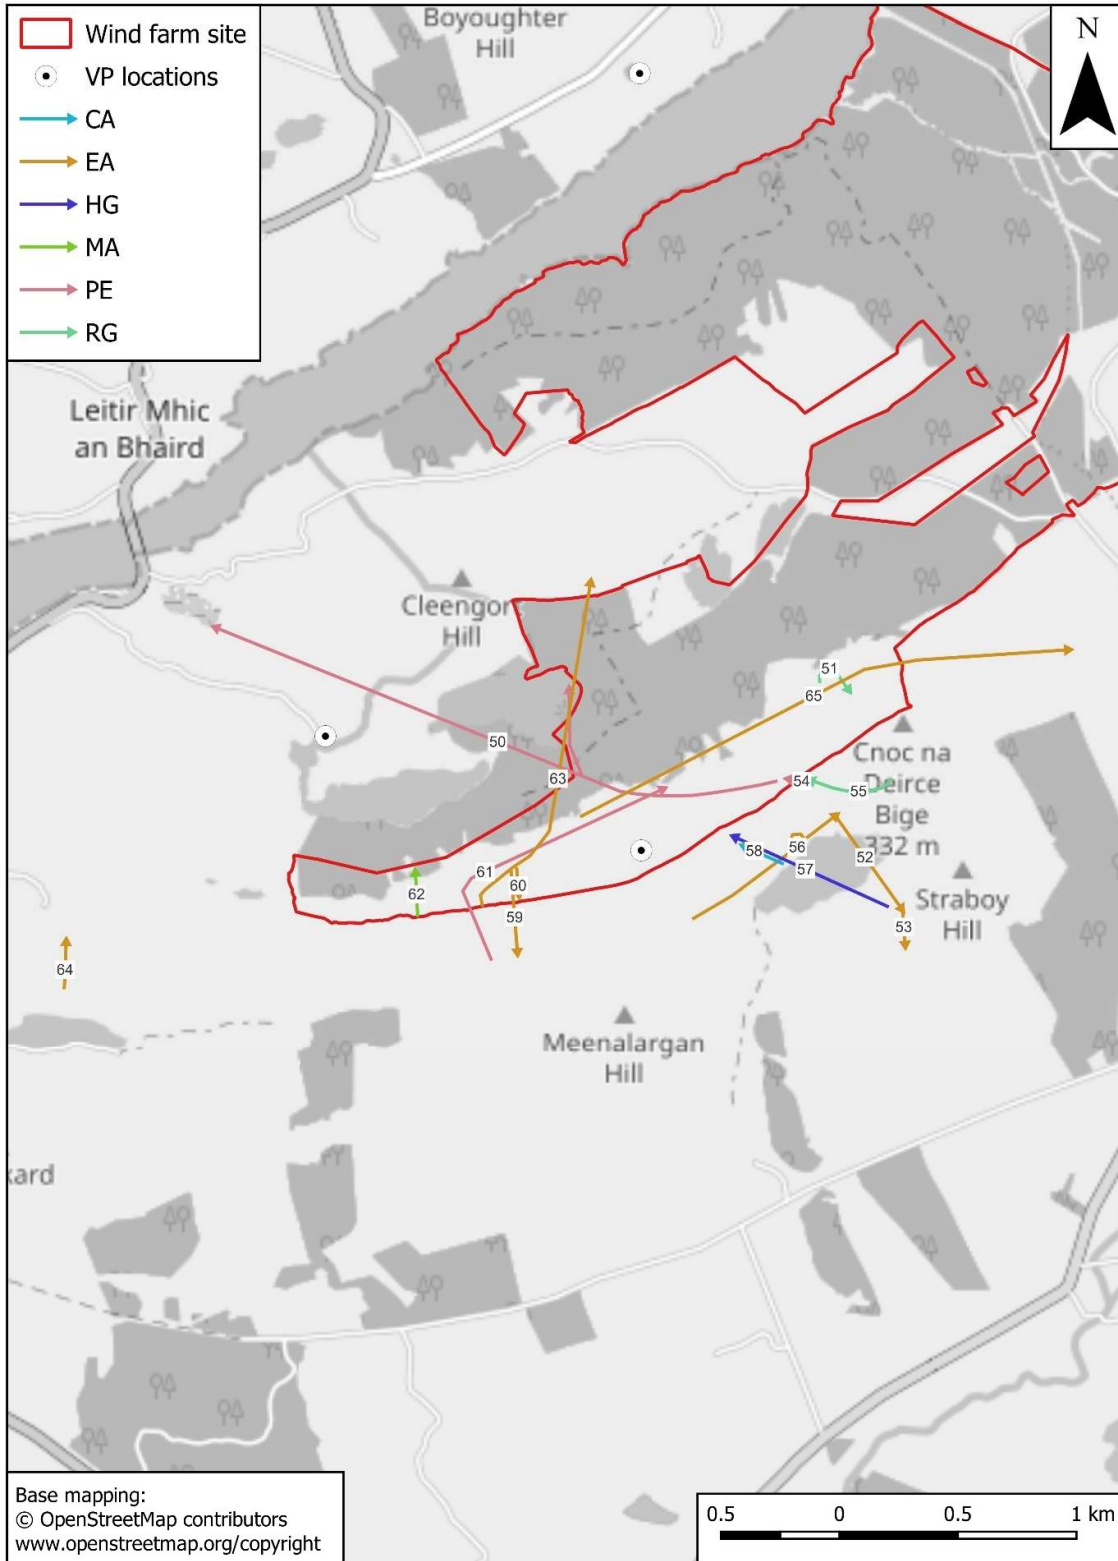 Wind farm site
VP locations
CA
EA
HG
MA
PE
RG
Boyoughter
Hill
N
Leitir Mhic
an Bhaird
Cleengor
Hill
51
65
50
63
54
55
Cnoc na
Deirce
Bige
332 m
56
58
57
52
61
60
62
59
53
Straboy
Hill
64
Meenalargan
Hill
kard
Base mapping:
© OpenStreetMap contributors
www.openstreetmap.org/copyright
0.5 0 0.5 1 km